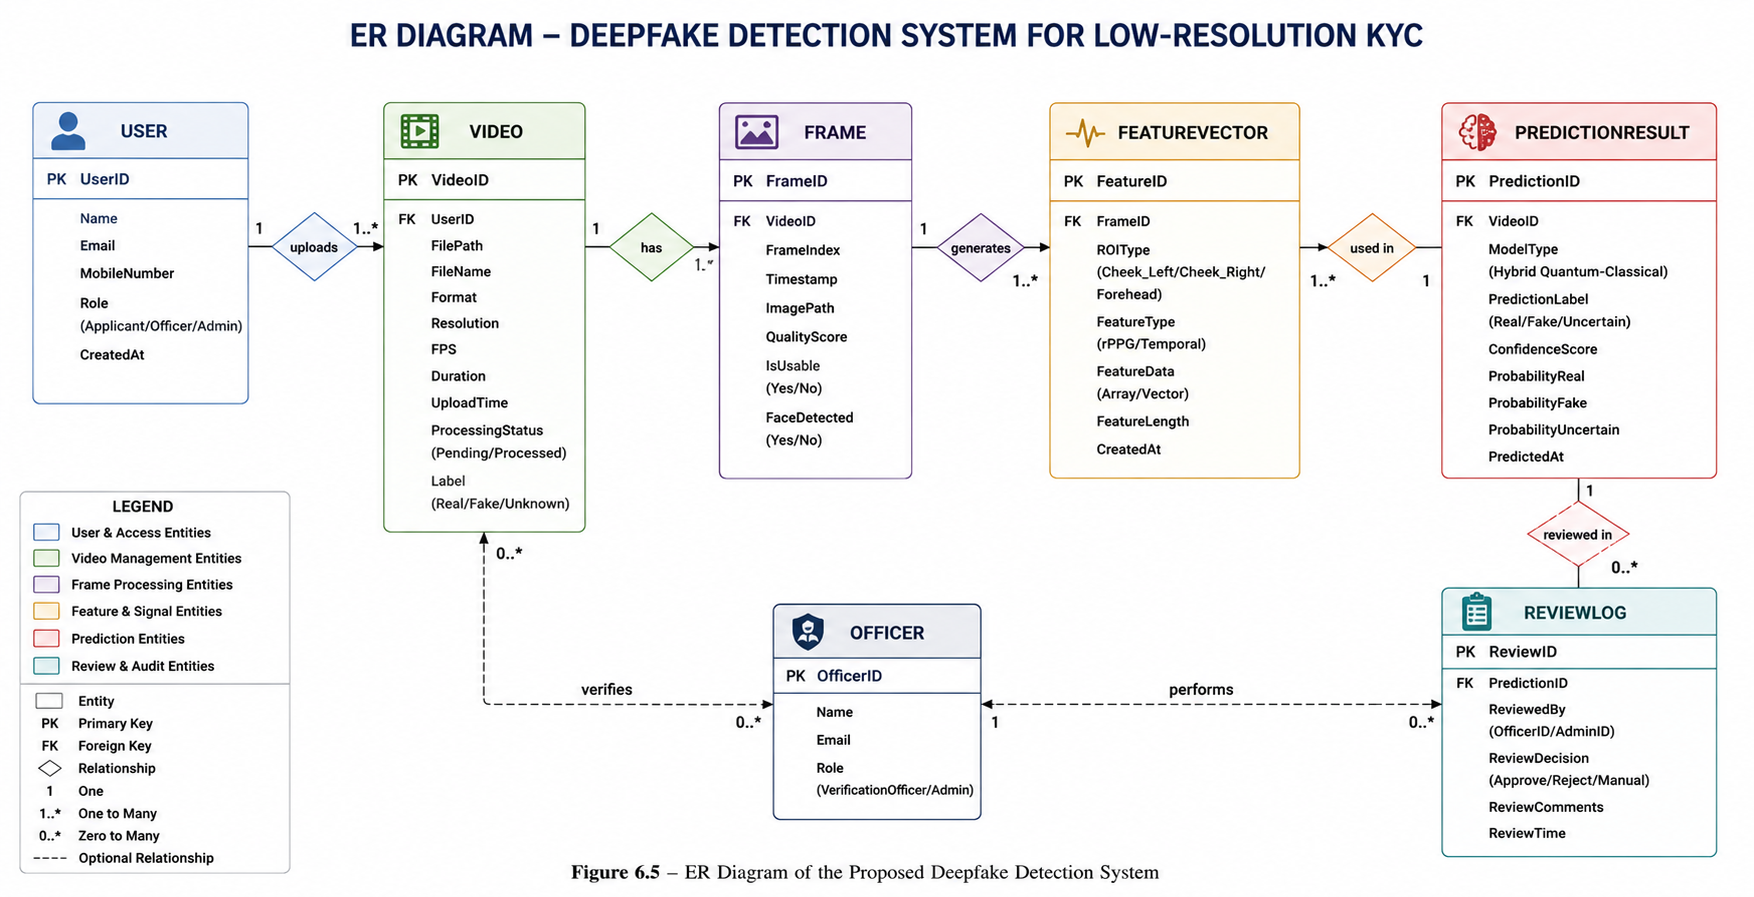 ER DIAGRAM – DEEPFAKE DETECTION SYSTEM FOR LOW-RESOLUTION KYC
USER
PK UserID
Name
Email
MobileNumber
Role
(Applicant/Officer/Admin)
CreatedAt
1
uploads
1..*
VIDEO
PK VideoID
FK UserID
FilePath
FileName
Format
Resolution
FPS
Duration
UploadTime
ProcessingStatus
(Pending/Processed)
Label
(Real/Fake/Unknown)
1
has
1..*
FRAME
PK FrameID
FK VideoID
FrameIndex
Timestamp
ImagePath
QualityScore
IsUsable
(Yes/No)
FaceDetected
(Yes/No)
1
generates
1..*
FEATUREVECTOR
PK FeatureID
FK FrameID
ROIType
(Cheek_Left/Cheek_Right/
Forehead)
FeatureType
(rPPG/Temporal)
FeatureData
(Array/Vector)
FeatureLength
CreatedAt
1..*
used in
1
PREDICTIONRESULT
PK PredictionID
FK VideoID
ModelType
(Hybrid Quantum-Classical)
PredictionLabel
(Real/Fake/Uncertain)
ConfidenceScore
ProbabilityReal
ProbabilityFake
ProbabilityUncertain
PredictedAt
1
reviewed in
0..*
LEGEND
User & Access Entities
Video Management Entities
Frame Processing Entities
Feature & Signal Entities
Prediction Entities
Review & Audit Entities
Entity
PK Primary Key
FK Foreign Key
Relationship
1 One
1..* One to Many
0..* Zero to Many
Optional Relationship
0..*
verifies
0..*
OFFICER
PK OfficerID
Name
Email
Role
(VerificationOfficer/Admin)
1
performs
0..*
REVIEWLOG
PK ReviewID
FK PredictionID
ReviewedBy
(OfficerID/AdminID)
ReviewDecision
(Approve/Reject/Manual)
ReviewComments
ReviewTime
Figure 6.5 – ER Diagram of the Proposed Deepfake Detection System